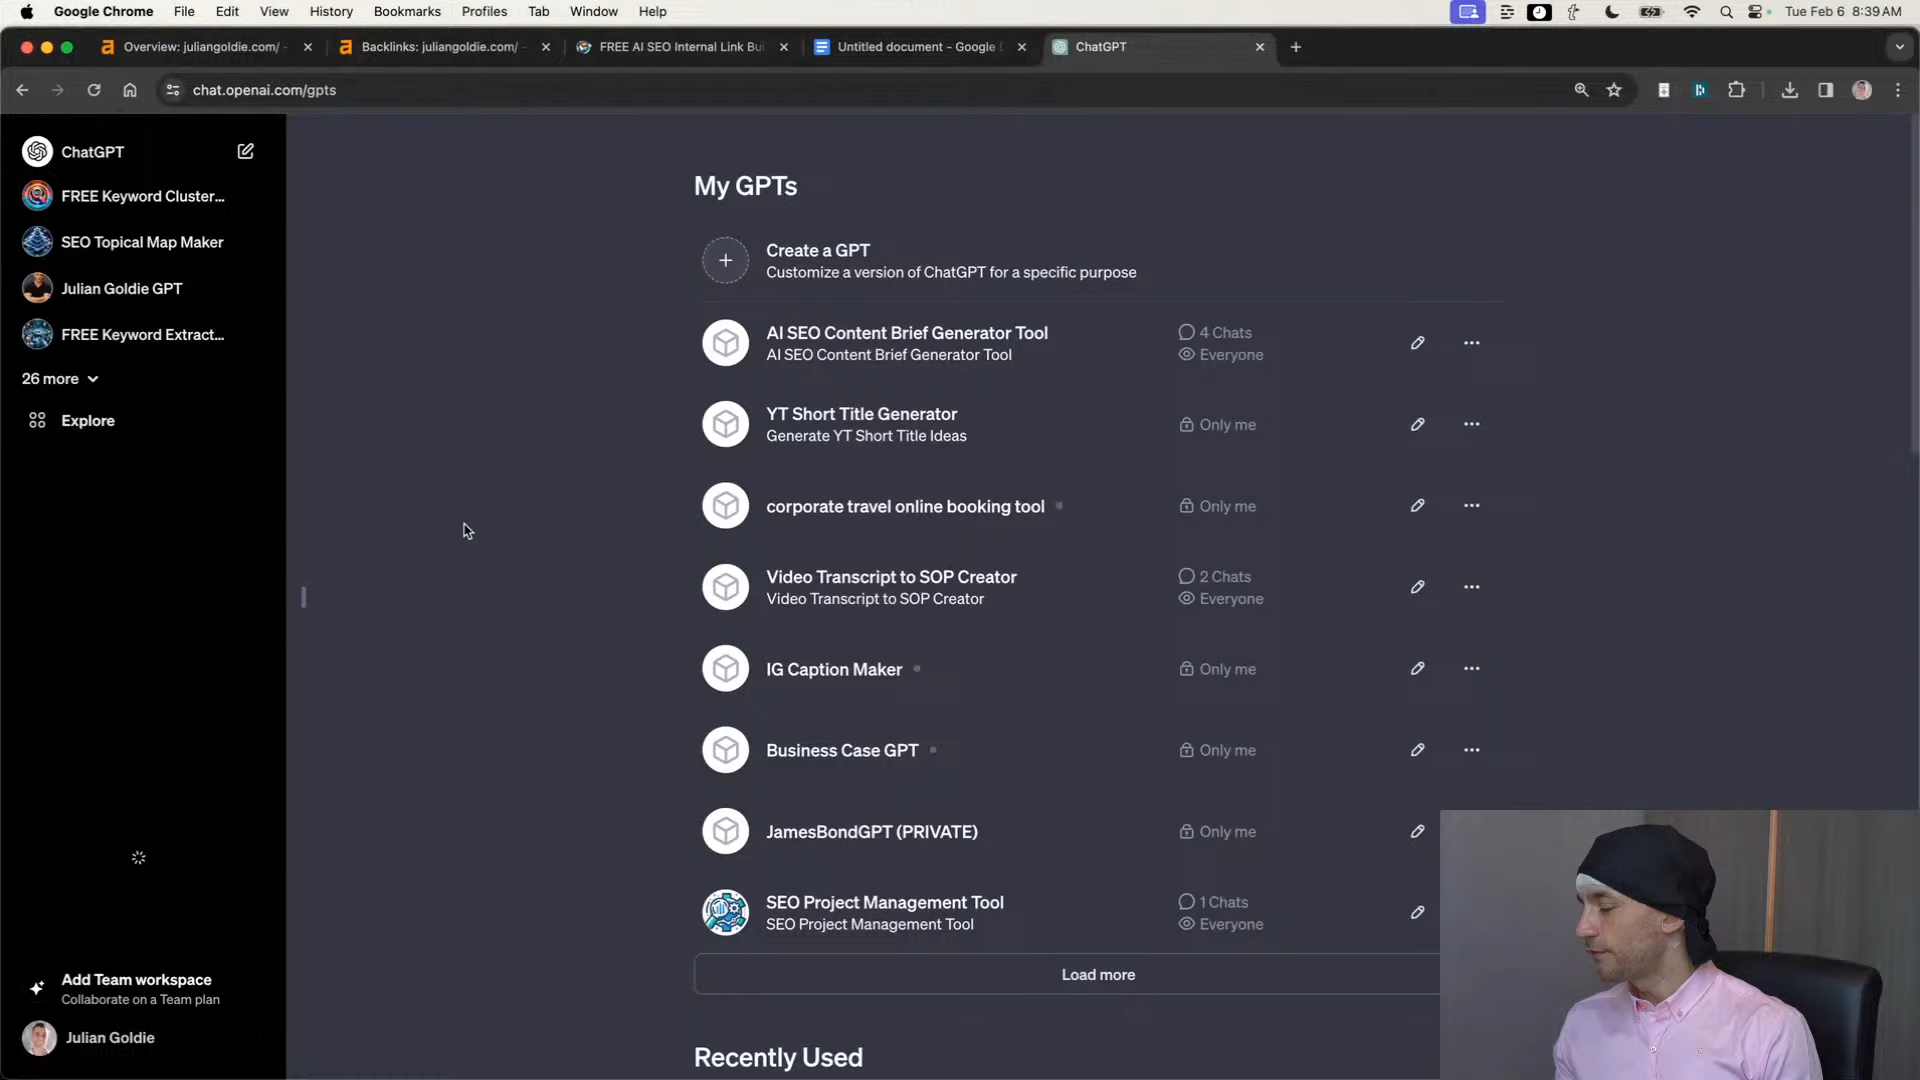 Google Chrome File Edit View History Bookmarks Profiles Tab Window Help Tue Feb 6 8:39 AM
Overview: juliangoldie.com/ - Backlinks: juliangoldie.com/ - FREE AI SEO Internal Link Bui Untitled document - Google D ChatGPT
chat.openai.com/gpts
ChatGPT
FREE Keyword Cluster...
SEO Topical Map Maker
Julian Goldie GPT
FREE Keyword Extract...
26 more
Explore
Add Team workspace
Collaborate on a Team plan
Julian Goldie
My GPTs
Create a GPT
Customize a version of ChatGPT for a specific purpose
AI SEO Content Brief Generator Tool
AI SEO Content Brief Generator Tool
4 Chats
Everyone
YT Short Title Generator
Generate YT Short Title Ideas
Only me
corporate travel online booking tool
Only me
Video Transcript to SOP Creator
Video Transcript to SOP Creator
2 Chats
Everyone
IG Caption Maker
Only me
Business Case GPT
Only me
JamesBondGPT (PRIVATE)
Only me
SEO Project Management Tool
SEO Project Management Tool
1 Chats
Everyone
Load more
Recently Used